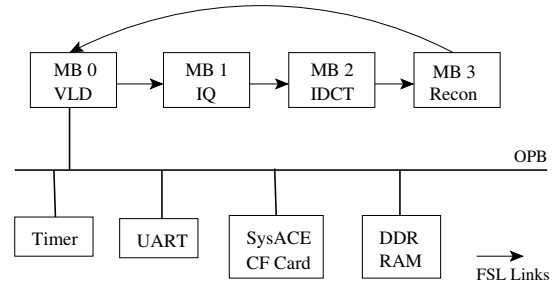 MB 0
VLD
MB 1
IQ
MB 2
IDCT
MB 3
Recon
OPB
Timer
UART
SysACE
CF Card
DDR
RAM
FSL Links